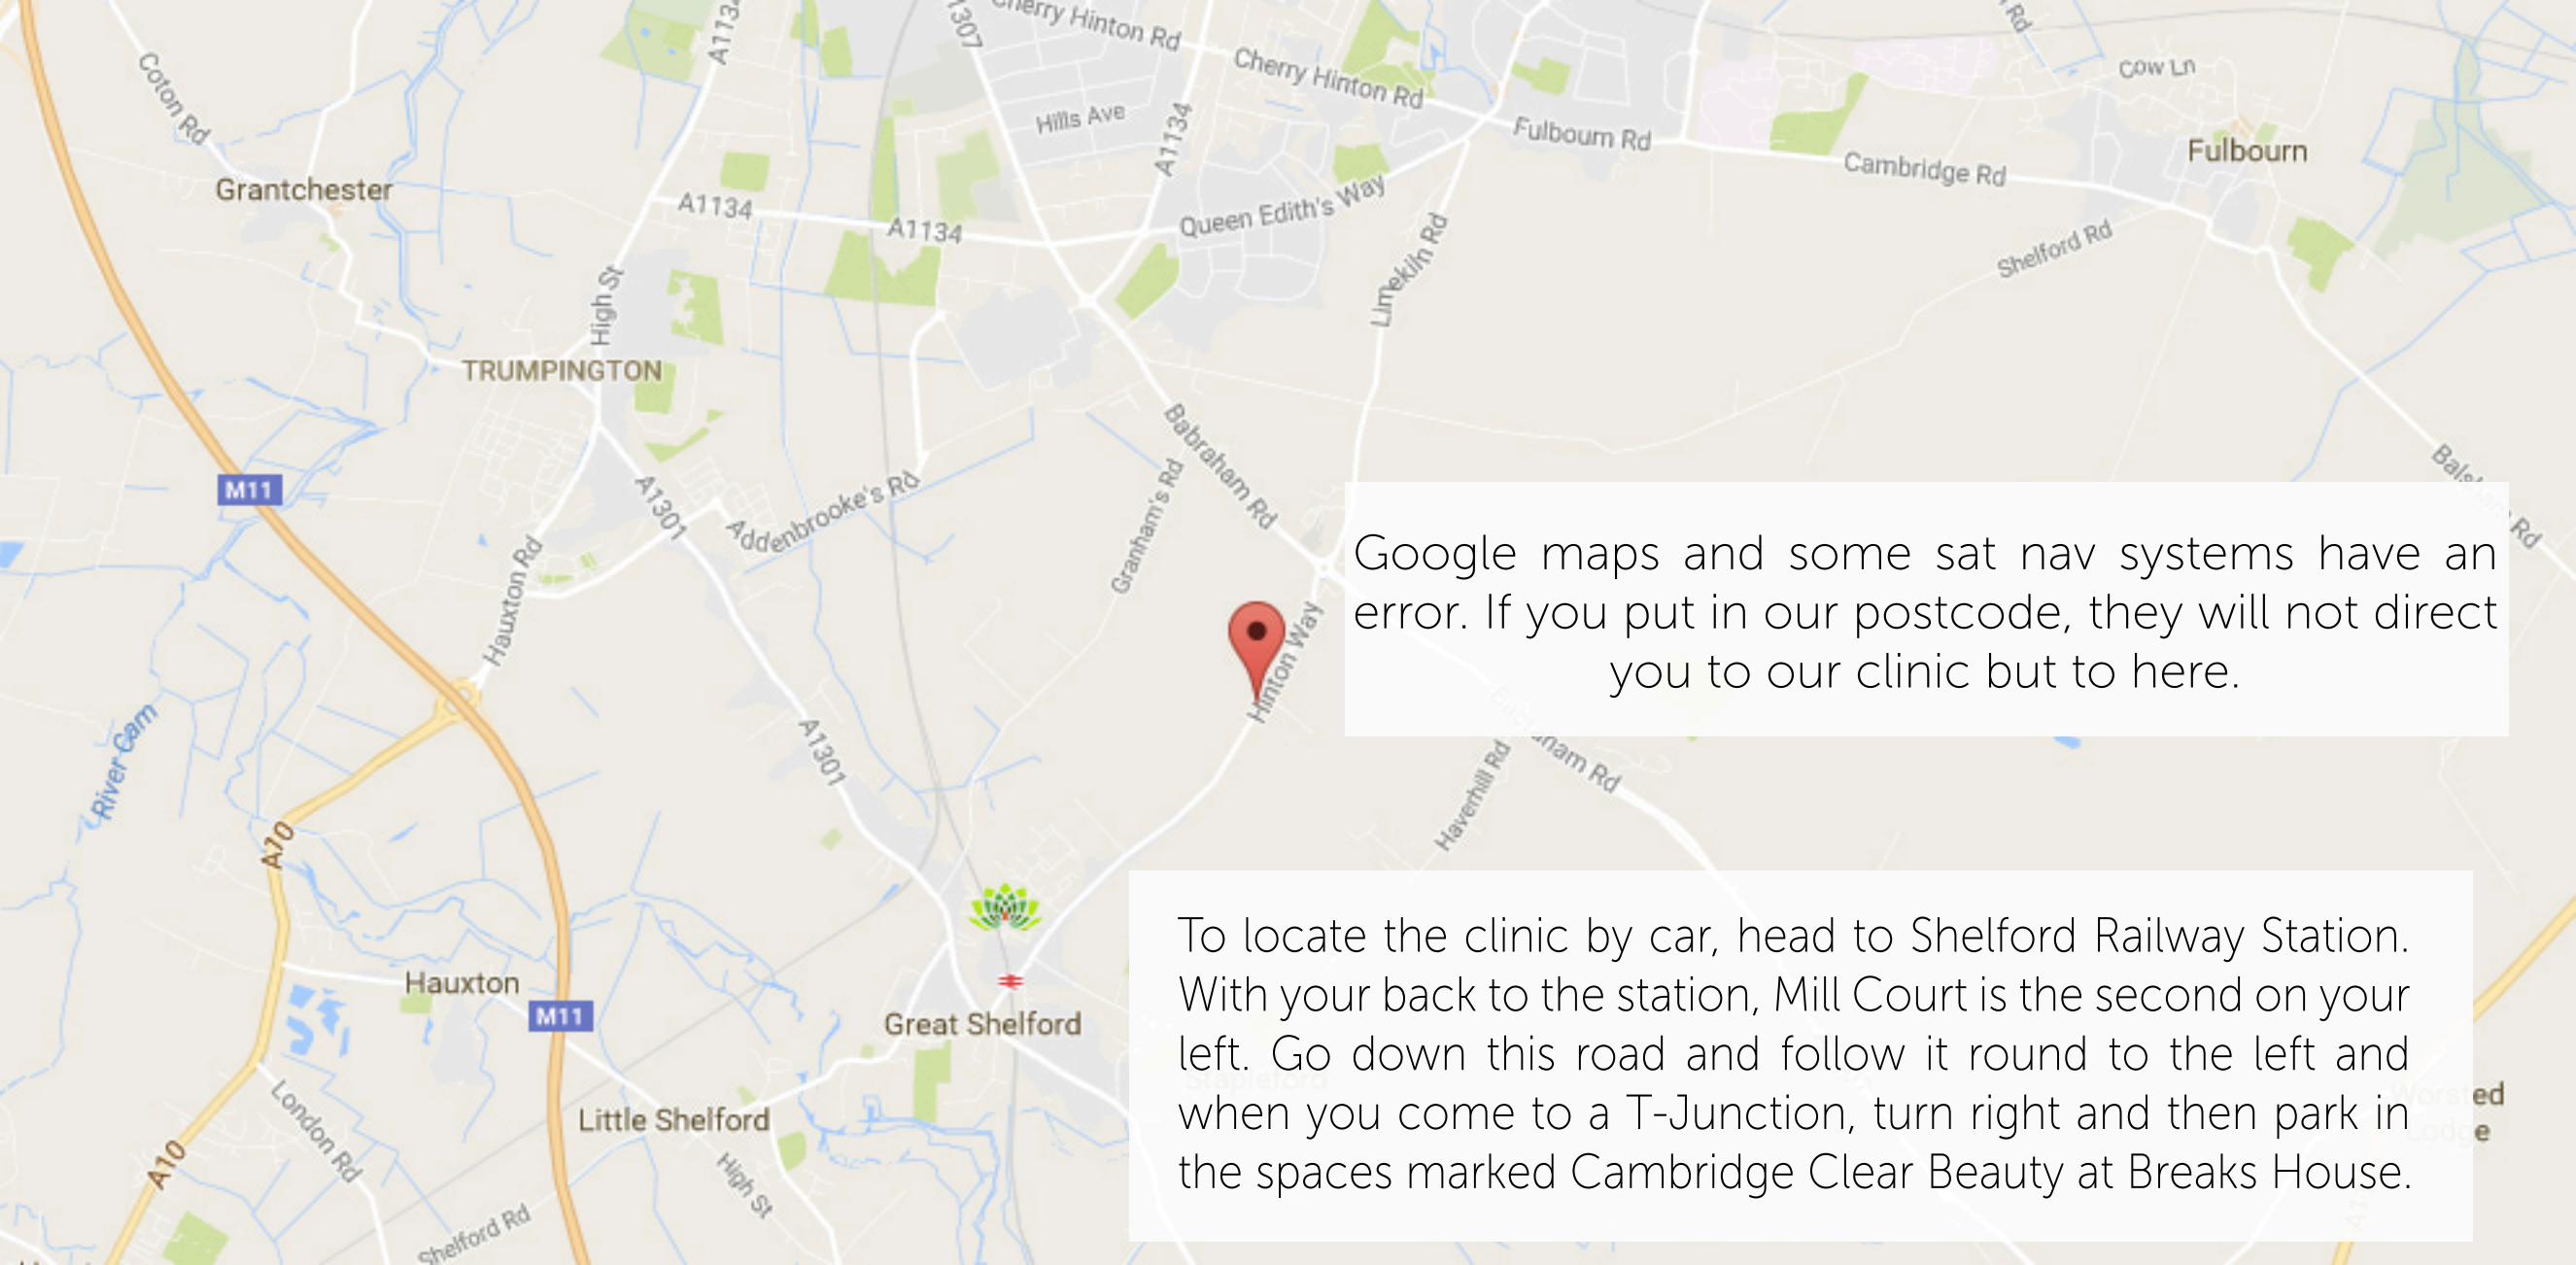 Cherry Hinton Rd
A1134
1307
Coton Rd
Cherry Hinton Rd
Rd
Cow Ln
Hills Ave
A1134
Fulbourn Rd
Fulbourn
Cambridge Rd
Grantchester
A1134
A1134
Queen Edith's Way
Limekiln Rd
Shelford Rd
High St
TRUMPINGTON
Babraham Rd
M11
A1301
Addenbrooke's Rd
Granham's Rd
Rd
Hauxton Rd
Google maps and some sat nav systems have an
error. If you put in our postcode, they will not direct
you to our clinic but to here.
Hinton Way
River Cam
A1301
Babraham Rd
Haverhill Rd
A10
To locate the clinic by car, head to Shelford Railway Station.
With your back to the station, Mill Court is the second on your
left. Go down this road and follow it round to the left and
when you come to a T-Junction, turn right and then park in
the spaces marked Cambridge Clear Beauty at Breaks House.
Hauxton
M11
Great Shelford
Stapleford
Worsted
Lodge
London Rd
Little Shelford
A10
High St
Shelford Rd